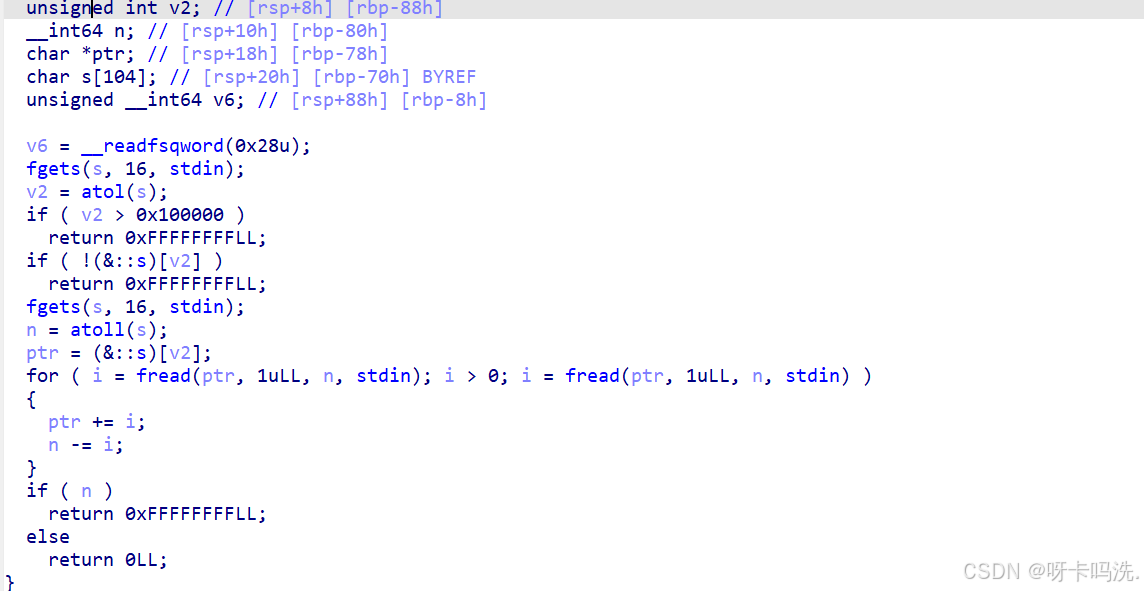 unsigned int v2; // [rsp+8h] [rbp-88h]
__int64 n; // [rsp+10h] [rbp-80h]
char *ptr; // [rsp+18h] [rbp-78h]
char s[104]; // [rsp+20h] [rbp-70h] BYREF
unsigned __int64 v6; // [rsp+88h] [rbp-8h]
v6 = __readfsqword(0x28u);
fgets(s, 16, stdin);
v2 = atol(s);
if ( v2 > 0x100000 )
return 0xFFFFFFFFLL;
if ( !(&::s)[v2] )
return 0xFFFFFFFFLL;
fgets(s, 16, stdin);
n = atoll(s);
ptr = (&::s)[v2];
for ( i = fread(ptr, 1uLL, n, stdin); i > 0; i = fread(ptr, 1uLL, n, stdin) )
{
ptr += i;
n -= i;
}
if ( n )
return 0xFFFFFFFFLL;
else
return 0LL;
}
CSDN @呀卡吗洗.